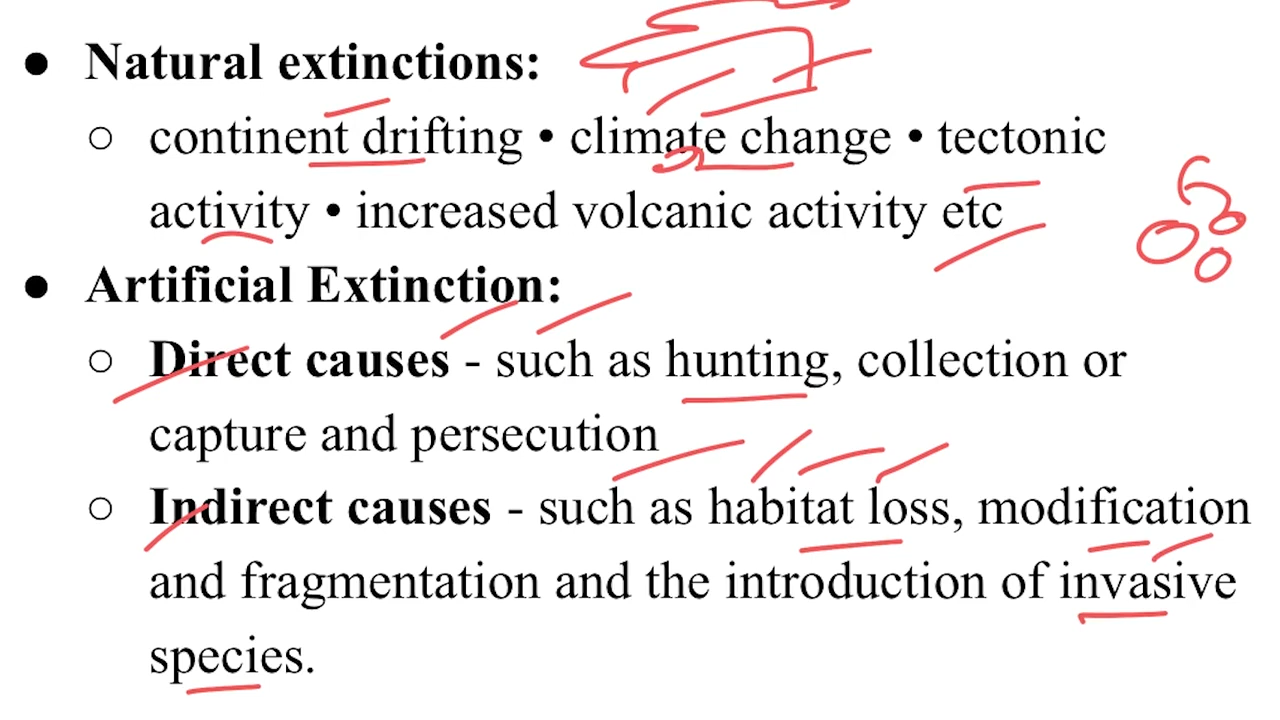 ● Natural extinctions:
○ continent drifting • climate change • tectonic
activity • increased volcanic activity etc
● Artificial Extinction:
○ Direct causes - such as hunting, collection or
capture and persecution
○ Indirect causes - such as habitat loss, modification
and fragmentation and the introduction of invasive
species.